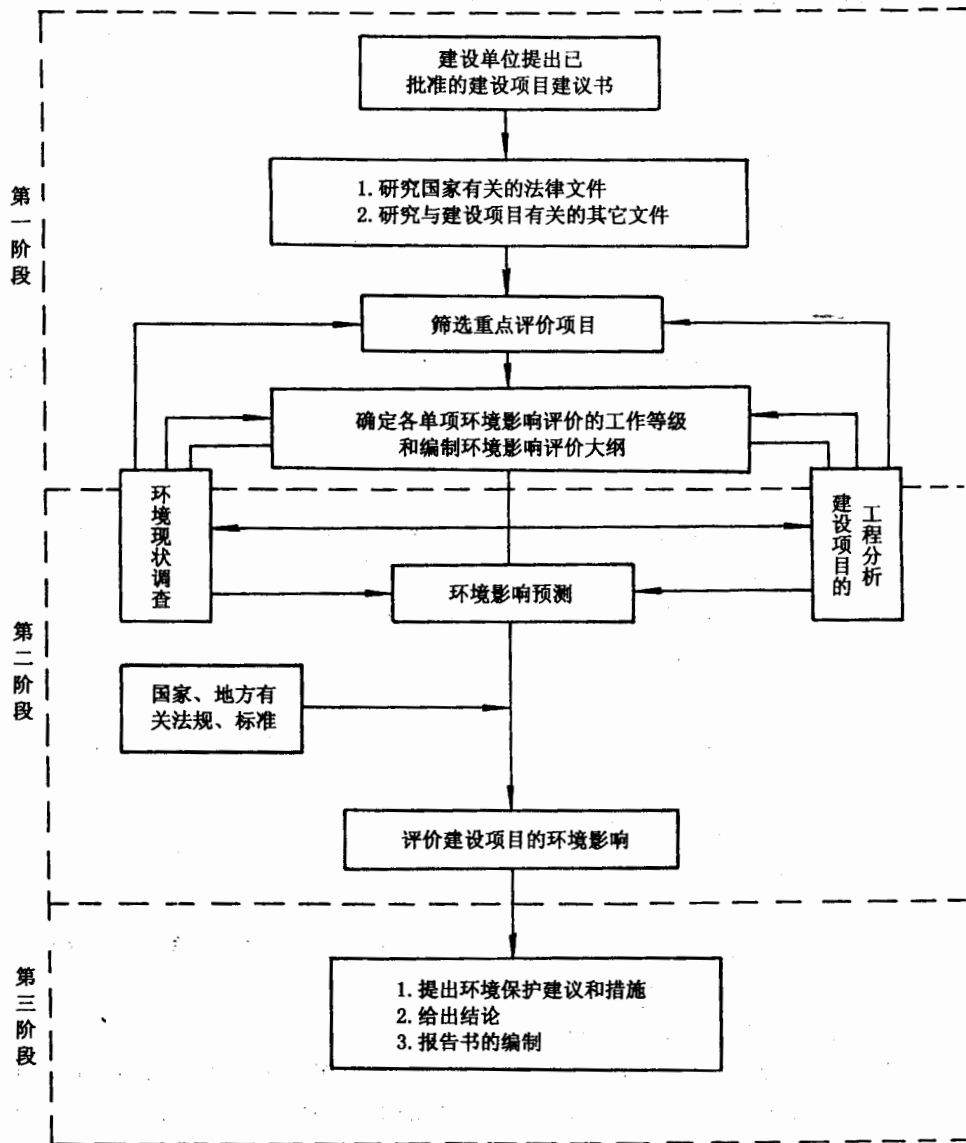 第一阶段
建设单位提出已
批准的建设项目建议书
1.研究国家有关的法律文件
2.研究与建设项目有关的其它文件
筛选重点评价项目
确定各单项环境影响评价的工作等级
和编制环境影响评价大纲
第二阶段
环境现状调查
建设项目的
工程分析
环境影响预测
国家、地方有
关法规、标准
评价建设项目的环境影响
第三阶段
1.提出环境保护建议和措施
2.给出结论
3.报告书的编制